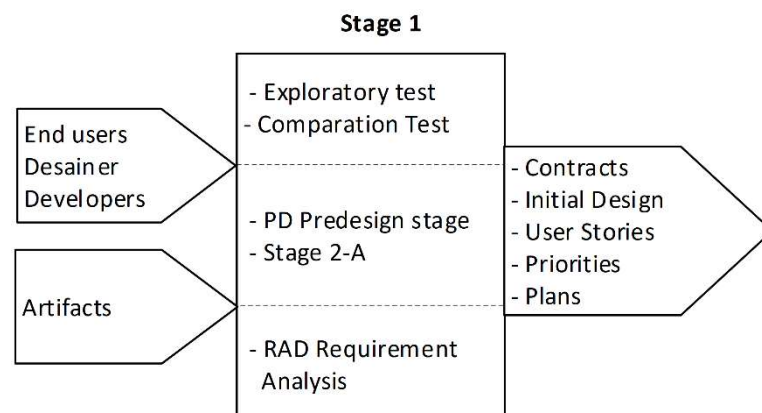 Stage 1
End users
Desainer
Developers
Artifacts
- Exploratory test
- Comparation Test
- PD Predesign stage
- Stage 2-A
- RAD Requirement
Analysis
- Contracts
- Initial Design
- User Stories
- Priorities
- Plans